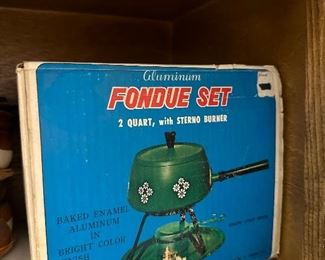 Aluminum
FONDUE SET
2 QUART, with STERNO BURNER
BAKED ENAMEL
ALUMINUM
IN
BRIGHT COLOR